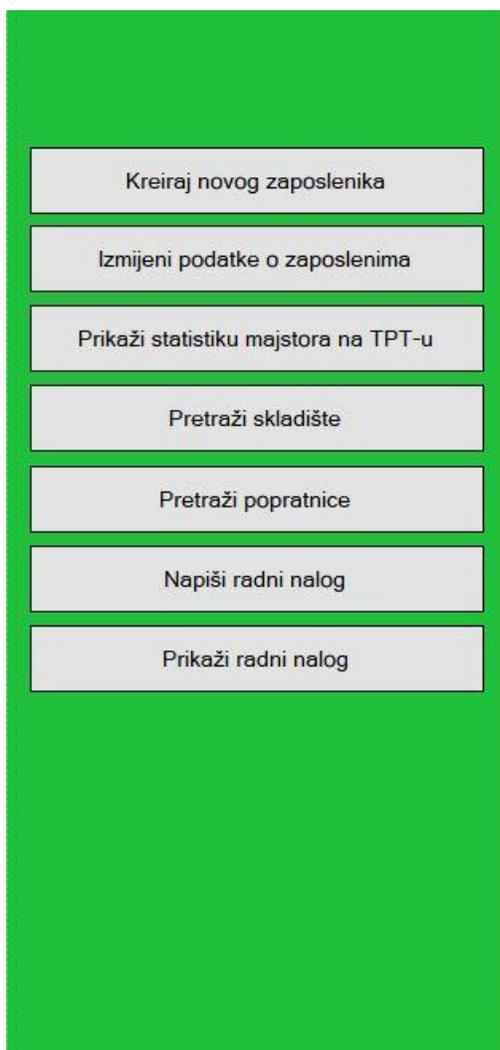 Kreiraj novog zaposlenika
Izmijeni podatke o zaposlenima
Prikaži statistiku majstora na TPT-u
Pretraži skladište
Pretraži popratnice
Napiši radni nalog
Prikaži radni nalog